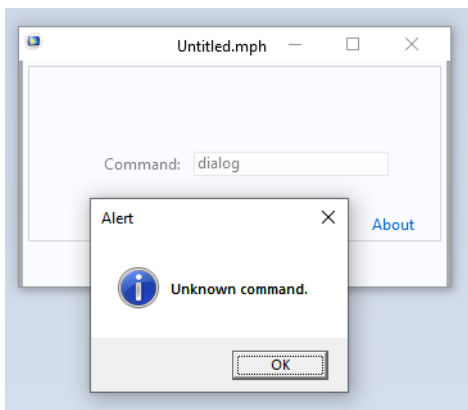 Untitled.mph
Command: dialog
About
Alert
Unknown command.
OK